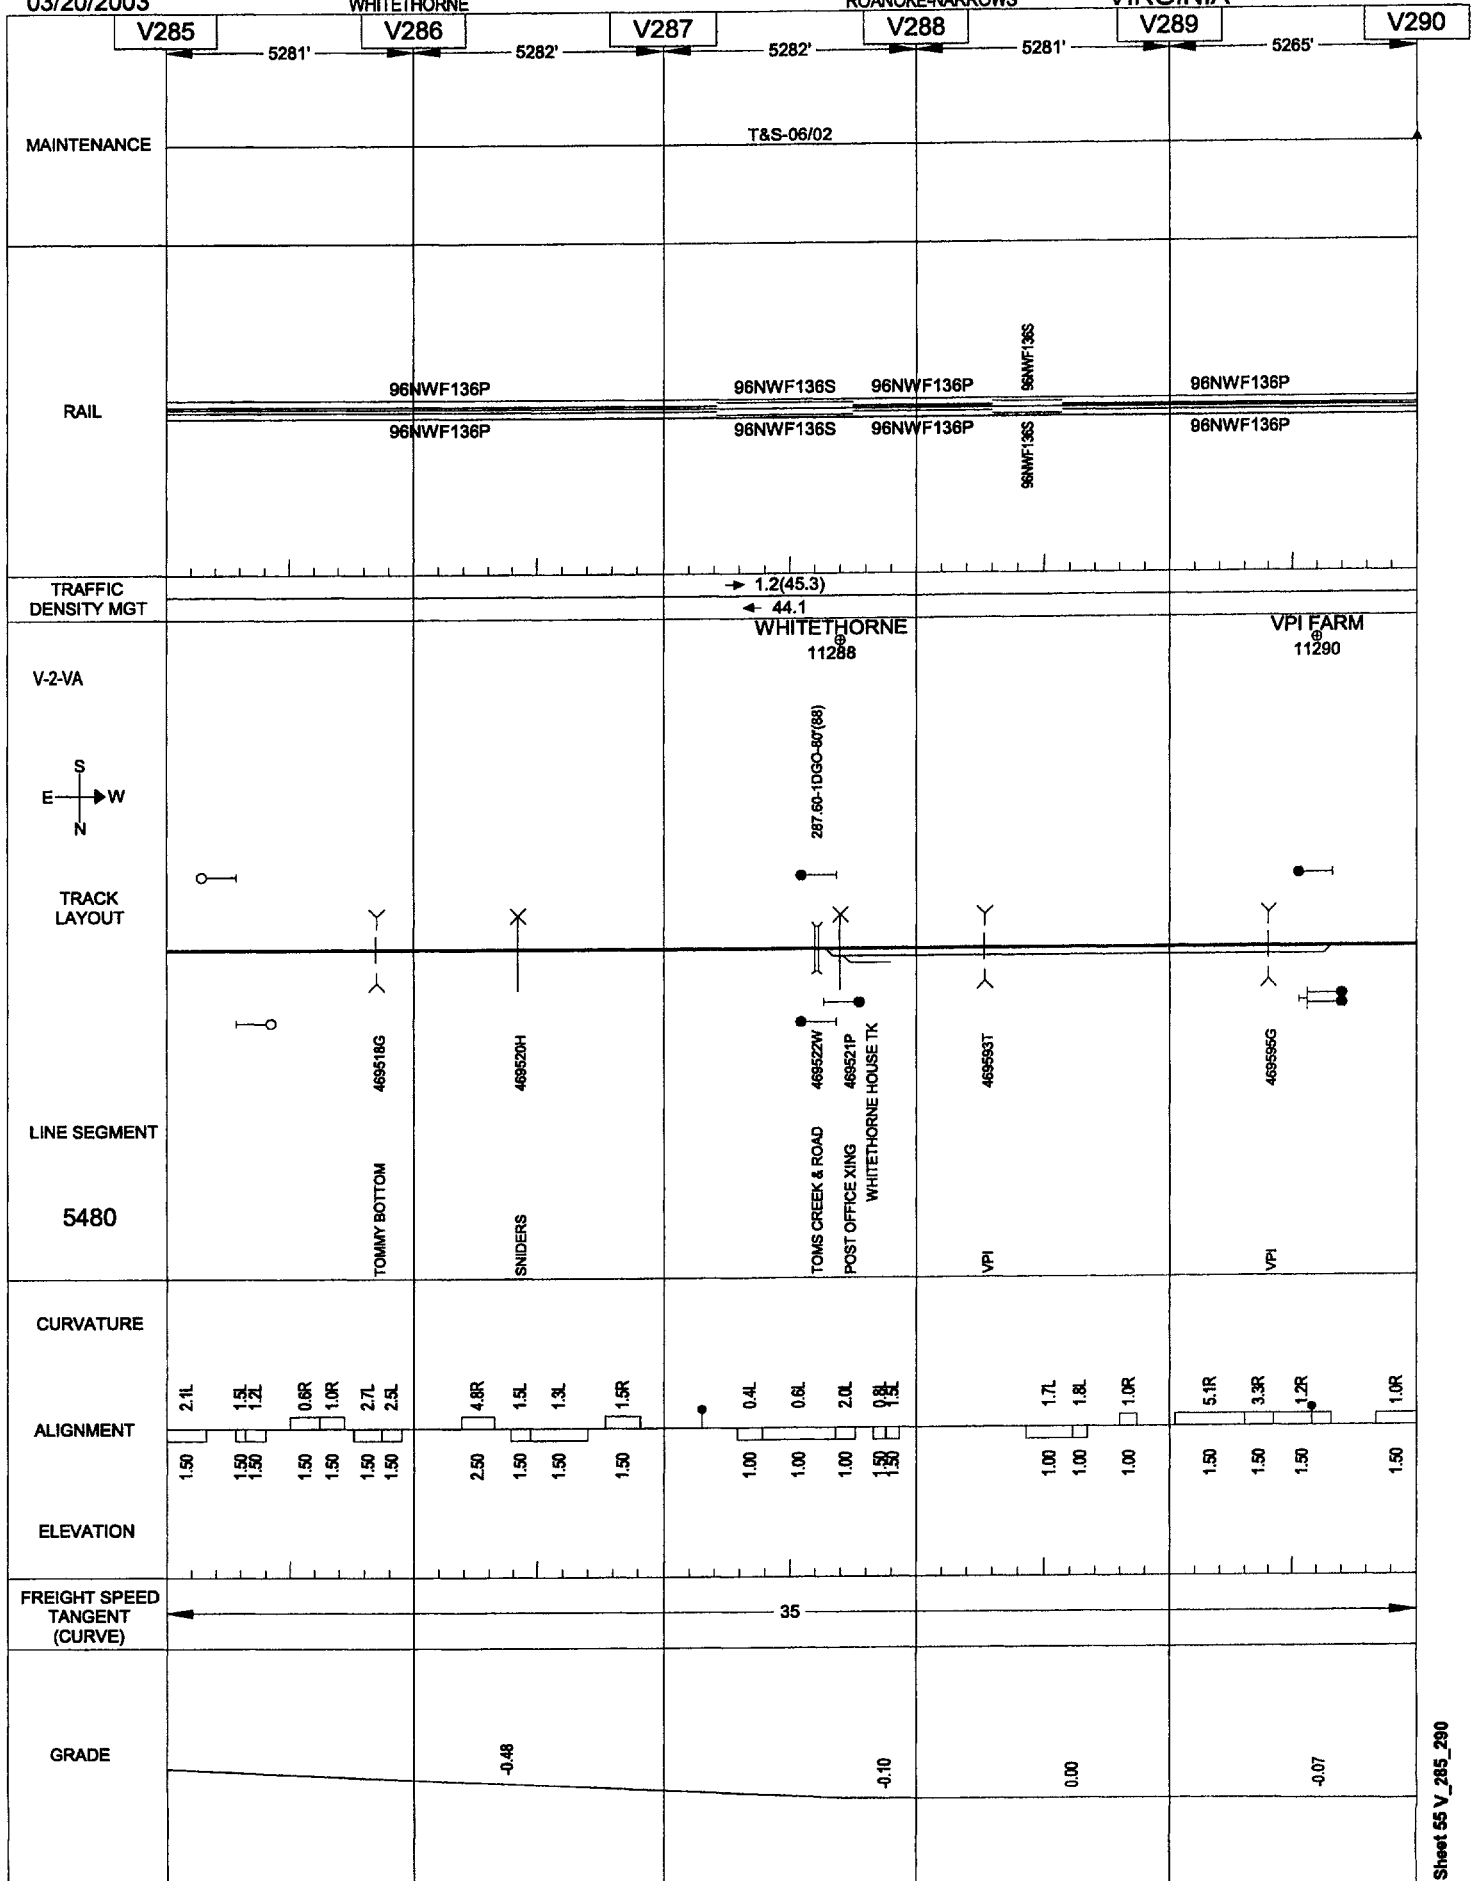 03/20/2003 WHITETHORNE ROANOKE-NARROWS VIRGINIA
V285 V286 V287 V288 V289 V290
5281' 5282' 5282' 5281' 5265'
MAINTENANCE
T&S-06/02
RAIL
96NWF136P 96NWF136S 96NWF136P 96NWF136S 96NWF136P
96NWF136P 96NWF136S 96NWF136P 96NWF136S 96NWF136P
TRAFFIC
DENSITY MGT
1.2(45.3)
44.1
WHITETHORNE
11288
VPI FARM
11290
V-2-VA
S
E W
N
287.60-1DGO-80'(88)
TRACK
LAYOUT
469518G
469520H
469522W
469521P
WHITETHORNE HOUSE TK
469593T
469595G
LINE SEGMENT
5480
TOMMY BOTTOM
SNIDERS
TOMS CREEK & ROAD
POST OFFICE XING
VPI
VPI
CURVATURE
2.1L 1.5L 1.2L 0.6R 1.0R 2.7L 2.5L 4.8R 1.5L 1.3L 1.5R 0.4L 0.6L 2.0L 0.8L 1.5L 1.7L 1.8L 1.0R 5.1R 3.3R 1.2R 1.0R
ALIGNMENT
1.50 1.50 1.50 1.50 1.50 1.50 1.50 2.50 1.50 1.50 1.50 1.00 1.00 1.00 1.50 1.50 1.00 1.00 1.00 1.50 1.50 1.50 1.50
ELEVATION
FREIGHT SPEED
TANGENT
(CURVE)
35
GRADE
-0.48 -0.10 0.00 -0.07
Sheet 55 V_285_290